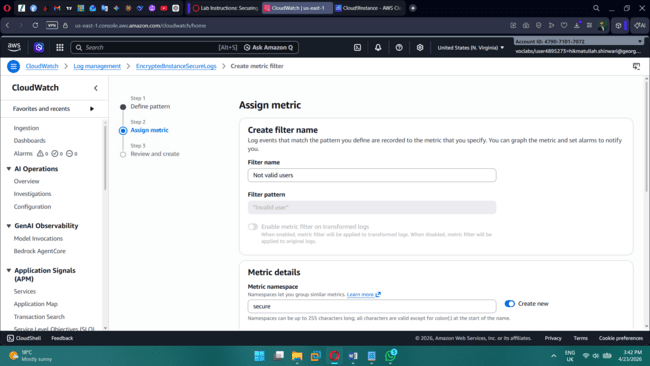 Lab Instructions: Securing
CloudWatch | us-east-1
CloudInstance - AWS Cl
us-east-1.console.aws.amazon.com/cloudwatch/home
VPN
AI
aws
Search
[Alt+S]
Ask Amazon Q
United States (N. Virginia)
Account ID: 4790-7101-7072
voclabs/user4895273=hikmatullah.shinwari@georg...
CloudWatch
Log management
EncryptedInstanceSecureLogs
Create metric filter
CloudWatch
Favorites and recents
Ingestion
Dashboards
Alarms 0 0 0
AI Operations
Overview
Investigations
Configuration
GenAI Observability
Model Invocations
Bedrock AgentCore
Application Signals
(APM)
Services
Application Map
Transaction Search
Service Level Objectives (SLO)
Step 1
Define pattern
Step 2
Assign metric
Step 3
Review and create
Assign metric
Create filter name
Log events that match the pattern you define are recorded to the metric that you specify. You can graph the metric and set alarms to notify
you.
Filter name
Not valid users
Filter pattern
"Invalid user"
Enable metric filter on transformed logs
When enabled, metric filter will be applied to transformed logs. When disabled, metric filter will be
applied to original logs.
Metric details
Metric namespace
Namespaces let you group similar metrics. Learn more
secure
Create new
Namespaces can be up to 255 characters long; all characters are valid except for colon(:) at the start of the name.
CloudShell
Feedback
© 2026, Amazon Web Services, Inc. or its affiliates.
Privacy
Terms
Cookie preferences
18°C
Mostly sunny
ENG
UK
3:42 PM
4/23/2026